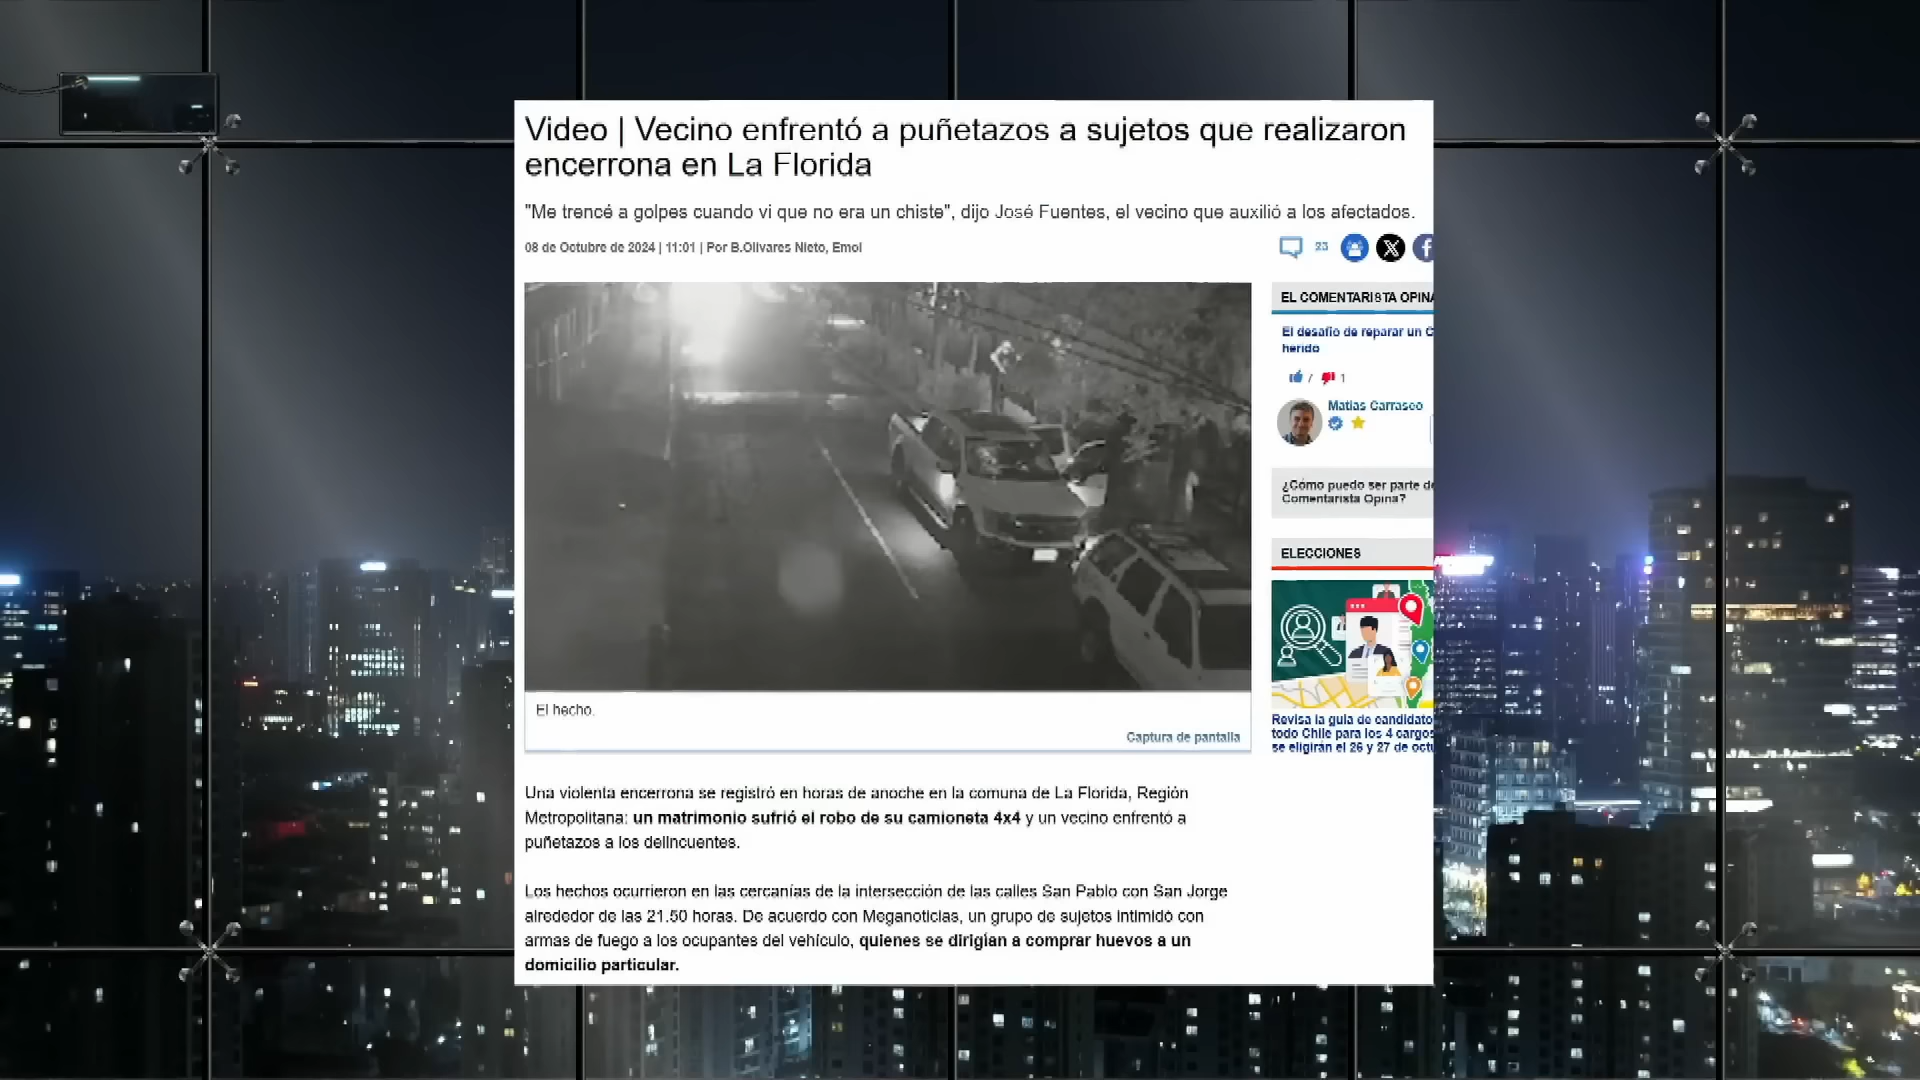 Video | Vecino enfrentó a puñetazos a sujetos que realizaron
encerrona en La Florida
"Me trencé a golpes cuando vi que no era un chiste", dijo José Fuentes, el vecino que auxilió a los afectados.
08 de Octubre de 2024 | 11:01 | Por B.Olivares Nieto, Emol
23
El hecho.
Captura de pantalla
Una violenta encerrona se registró en horas de anoche en la comuna de La Florida, Región
Metropolitana: un matrimonio sufrió el robo de su camioneta 4x4 y un vecino enfrentó a
puñetazos a los delincuentes.
Los hechos ocurrieron en las cercanías de la intersección de las calles San Pablo con San Jorge
alrededor de las 21.50 horas. De acuerdo con Meganoticias, un grupo de sujetos intimidó con
armas de fuego a los ocupantes del vehículo, quienes se dirigían a comprar huevos a un
domicilio particular.
EL COMENTARISTA OPINA
El desafío de reparar un C
herido
7 1
Matías Carrasco
¿Cómo puedo ser parte de
Comentarista Opina?
ELECCIONES
Revisa la guía de candidato
todo Chile para los 4 cargos
se eligirán el 26 y 27 de octu